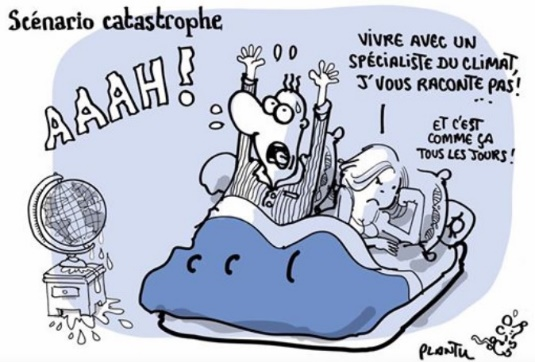 Scénario catastrophe
AAAH!
VIVRE AVEC UN
SPÉCIALISTE DU CLIMAT,
J'VOUS RACONTE PAS!
...
ET C'EST
COMME ÇA
TOUS LES JOURS!
PLANTU
CO2